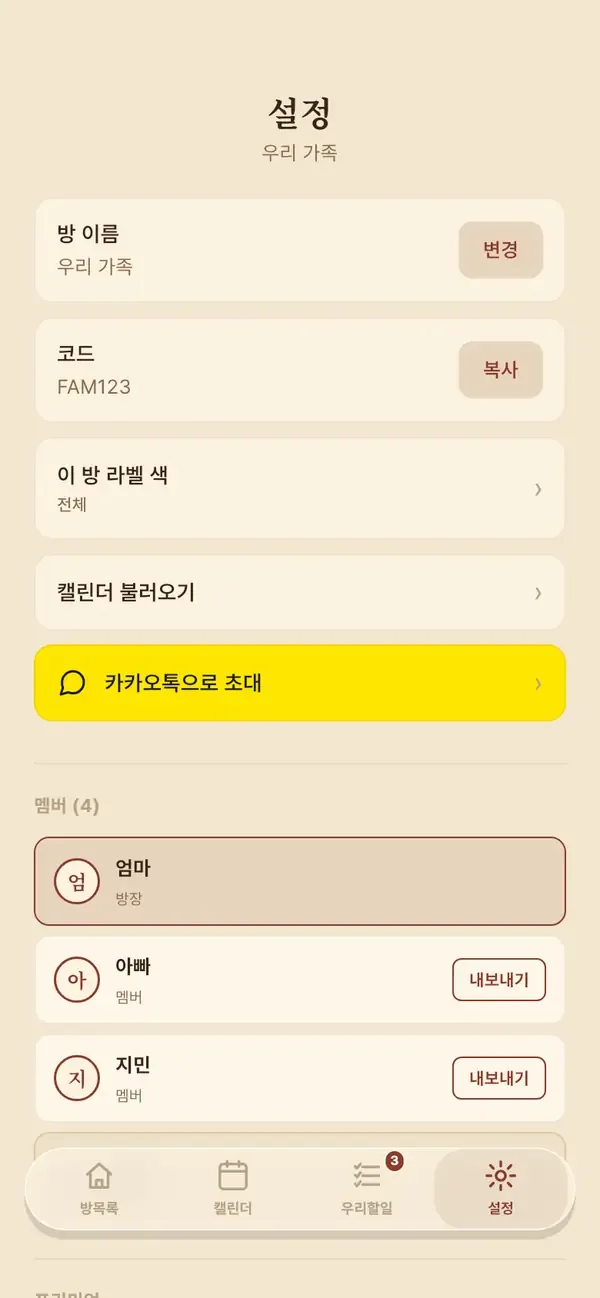 설정
우리 가족
방 이름
우리 가족
변경
코드
FAM123
복사
이 방 라벨 색
전체
캘린더 불러오기
카카오톡으로 초대
멤버 (4)
엄
엄마
방장
아
아빠
멤버
내보내기
지
지민
멤버
내보내기
3
방목록
캘린더
우리할일
설정